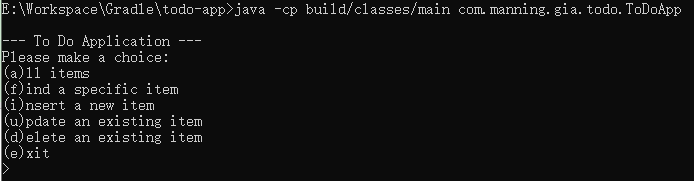 E:\Workspace\Gradle\todo-app>java -cp build/classes/main com.manning.gia.todo.ToDoApp
--- To Do Application ---
Please make a choice:
(a)ll items
(f)ind a specific item
(i)nsert a new item
(u)pdate an existing item
(d)elete an existing item
(e)xit
>